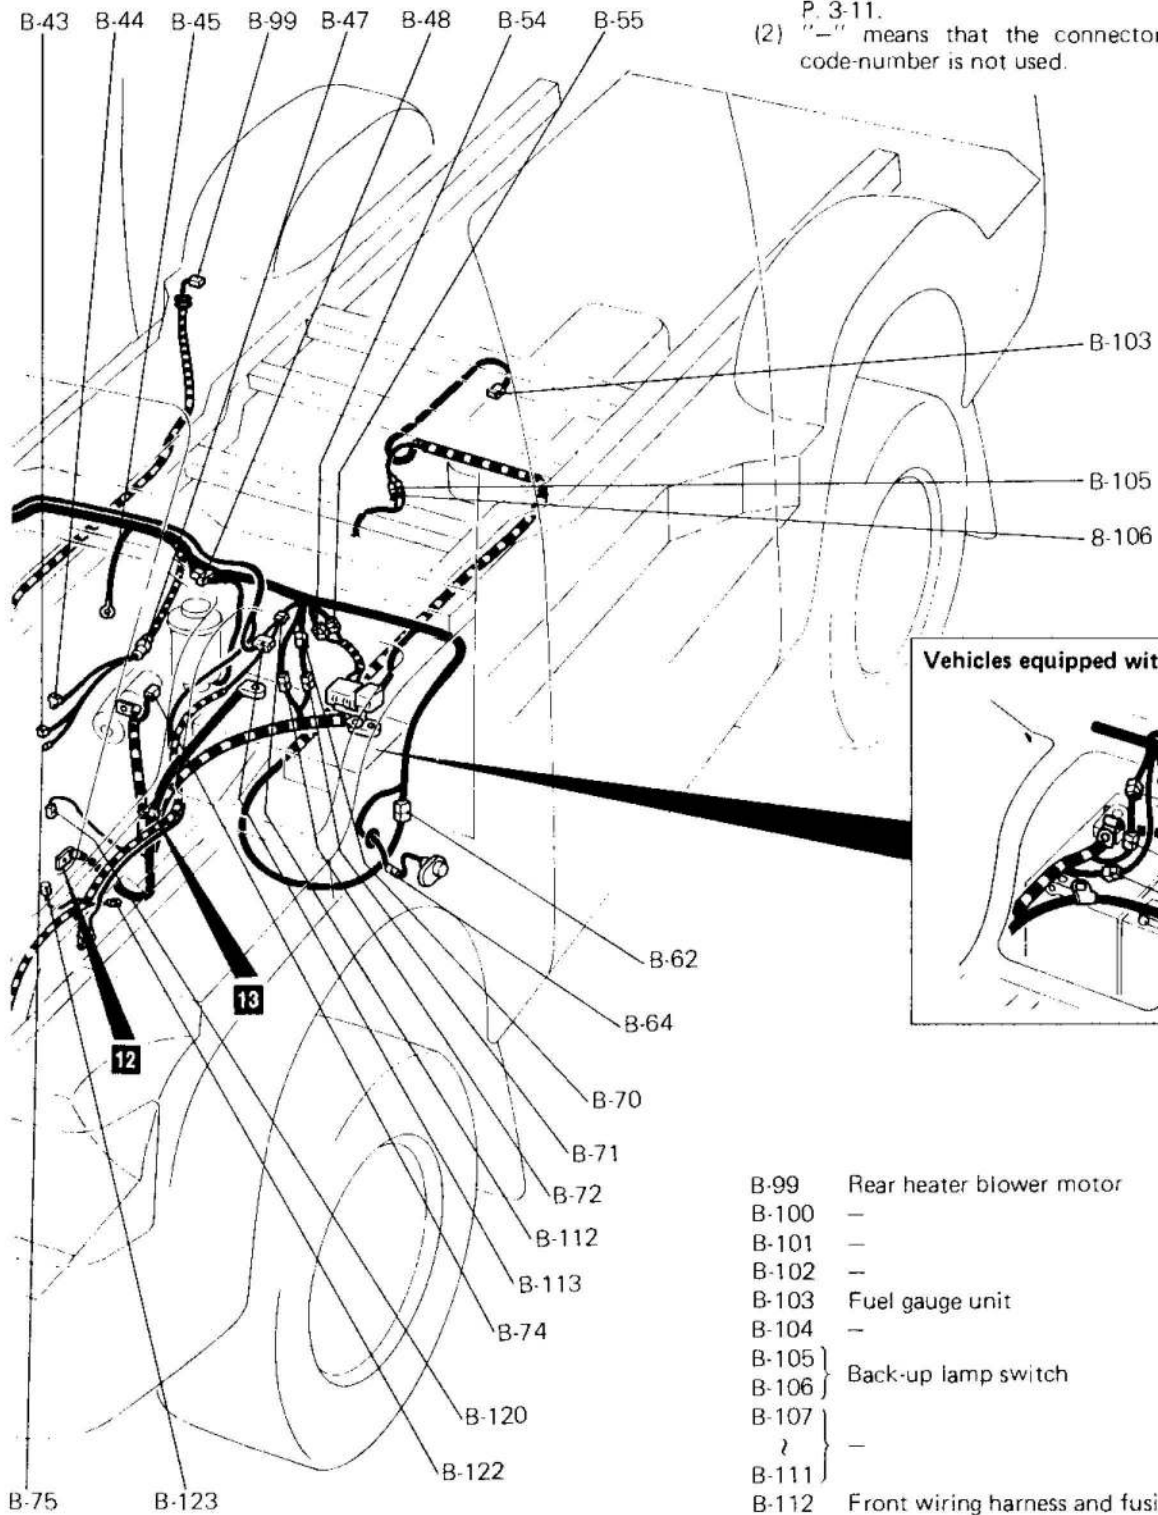 B-43 B-44 B-45 B-99 B-47 B-48 B-54 B-55
P. 3-11.
(2) "—" means that the connector
code-number is not used.
B-103
B-105
8-106
Vehicles equipped wit
B-62
13
B-64
12
B-70
B-71
B-72
B-112
B-113
B-74
B-120
B-122
B-75 B-123
B-99 Rear heater blower motor
B-100 —
B-101 —
B-102 —
B-103 Fuel gauge unit
B-104 —
B-105
B-106 } Back-up lamp switch
B-107
≀ } —
B-111
B-112 Front wiring harness and fusi